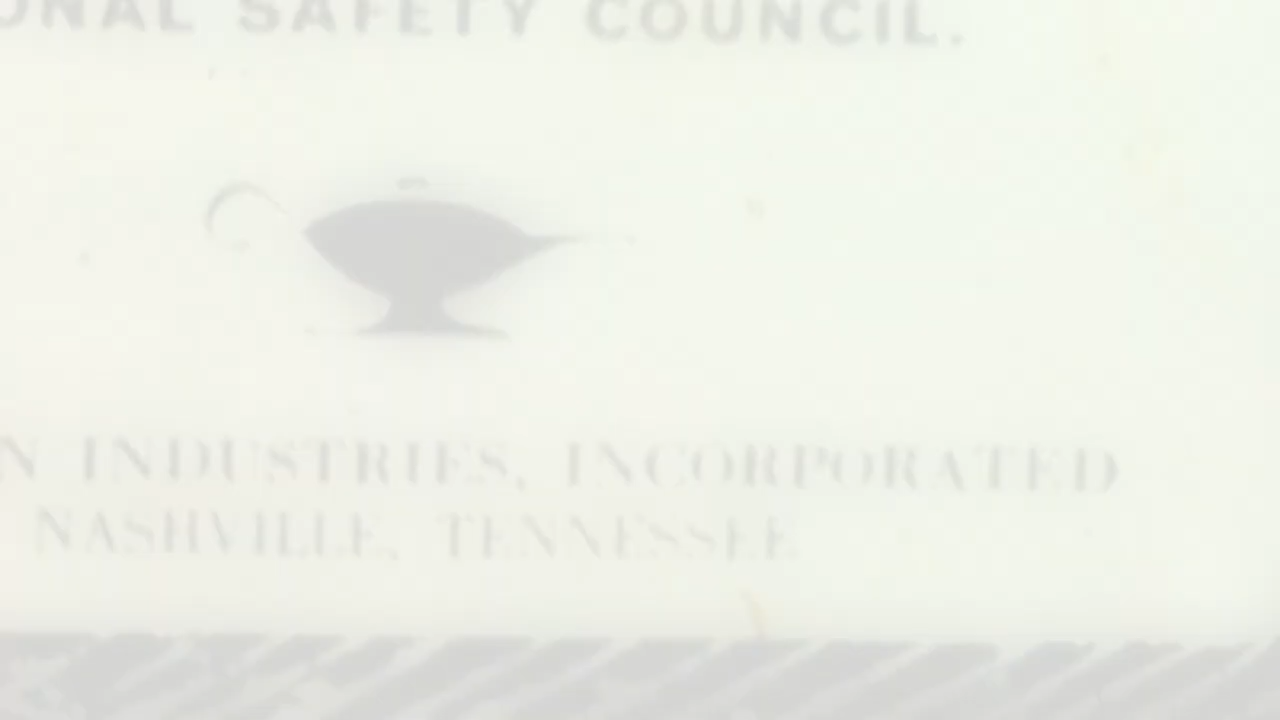 ONAL SAFETY COUNCIL.
N INDUSTRIES, INCORPORATED
NASHVILLE, TENNESSEE